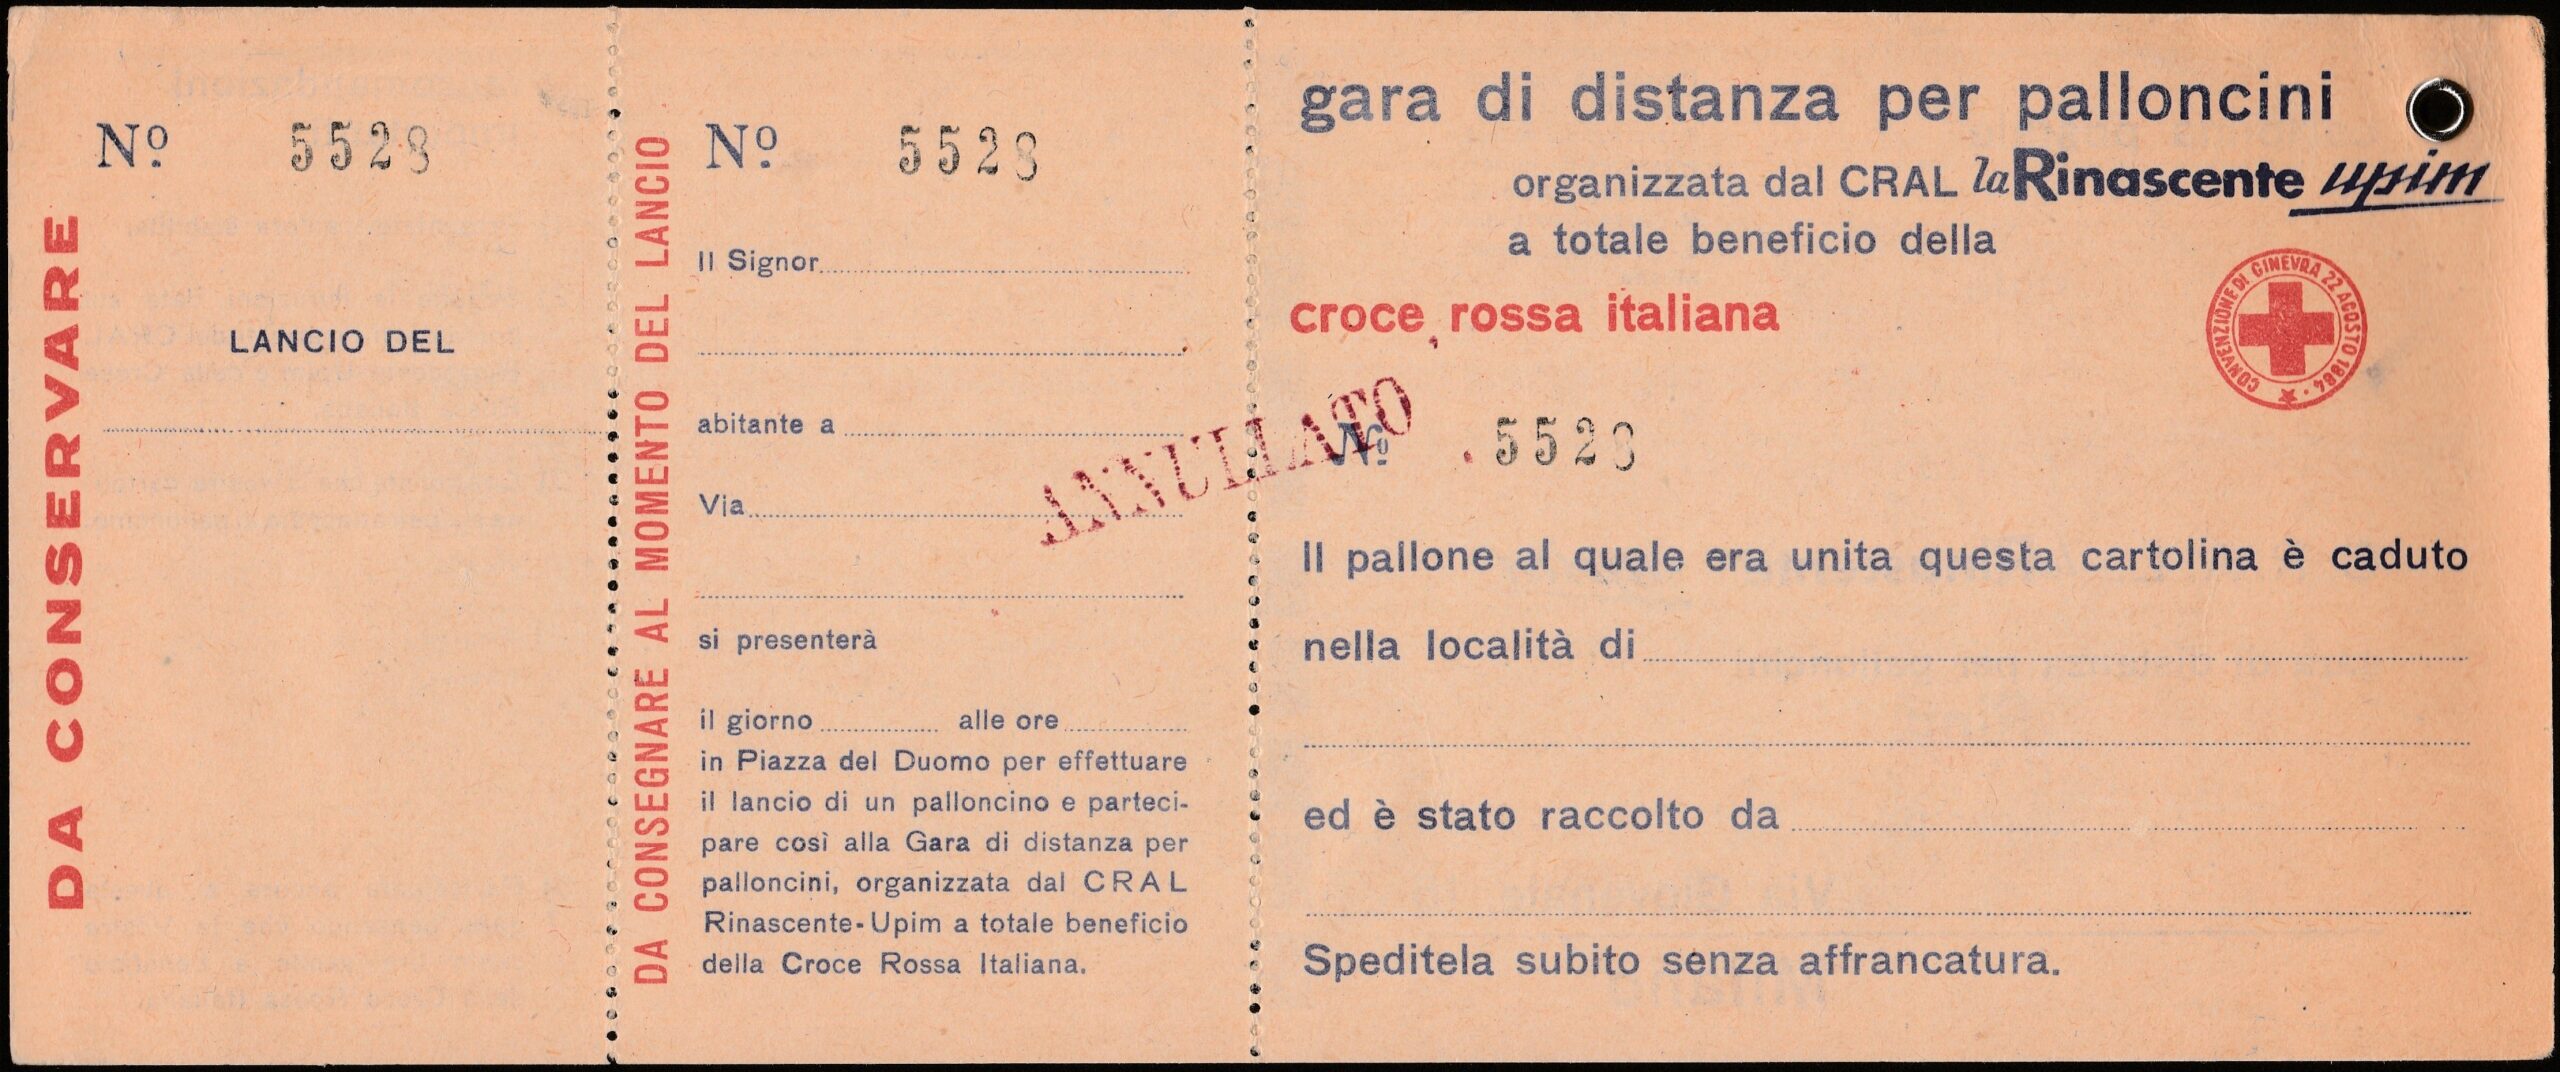 DA CONSERVARE
Nº 5528
LANCIO DEL
DA CONSEGNARE AL MOMENTO DEL LANCIO
Nº 5528
Il Signor
abitante a
Via
si presenterà
il giorno alle ore
in Piazza del Duomo per effettuare
il lancio di un palloncino e parteci-
pare così alla Gara di distanza per
palloncini, organizzata dal CRAL
Rinascente-Upim a totale beneficio
della Croce Rossa Italiana.
ANNULLATO
gara di distanza per palloncini
organizzata dal CRAL la Rinascente upim
a totale beneficio della
croce rossa italiana
CONVENZIONE DI GINEVRA 22 AGOSTO 1864
Nº 5528
Il pallone al quale era unita questa cartolina è caduto
nella località di
ed è stato raccolto da
Speditela subito senza affrancatura.